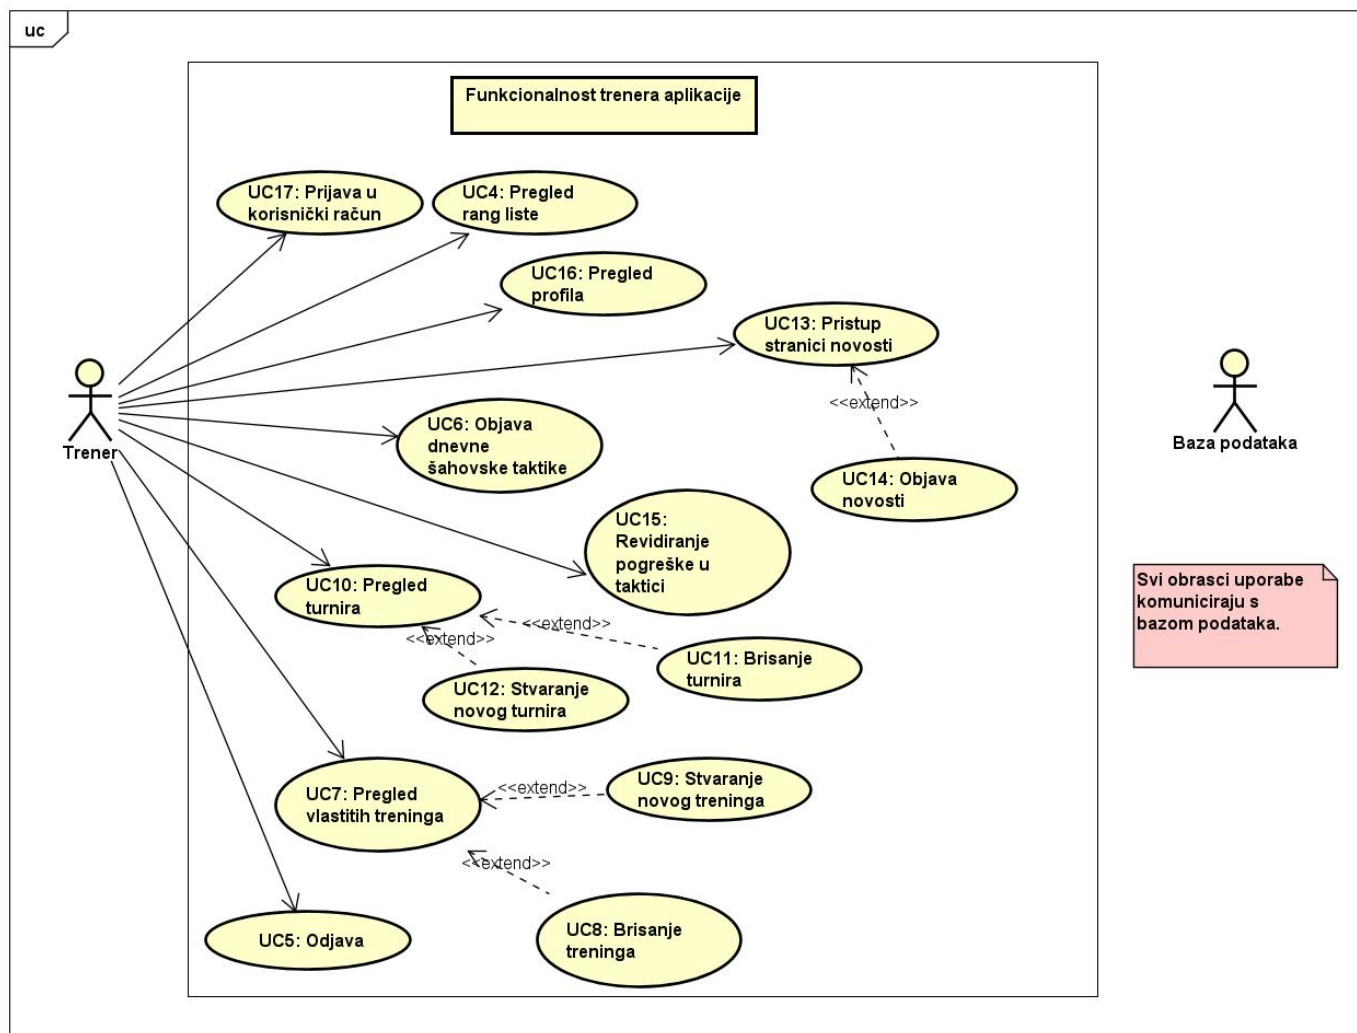 uc
Funkcionalnost trenera aplikacije
UC17: Prijava u
korisnički račun
UC4: Pregled
rang liste
UC16: Pregled
profila
UC13: Pristup
stranici novosti
<<extend>>
Trener
Baza podataka
UC6: Objava
dnevne
šahovske taktike
UC14: Objava
novosti
UC15:
Revidiranje
pogreške u
taktici
UC10: Pregled
turnira
<<extend>>
<<extend>>
Svi obrasci uporabe
komuniciraju s
bazom podataka.
UC11: Brisanje
turnira
UC12: Stvaranje
novog turnira
UC7: Pregled
vlastitih treninga
<<extend>>
UC9: Stvaranje
novog treninga
<<extend>>
UC5: Odjava
UC8: Brisanje
treninga